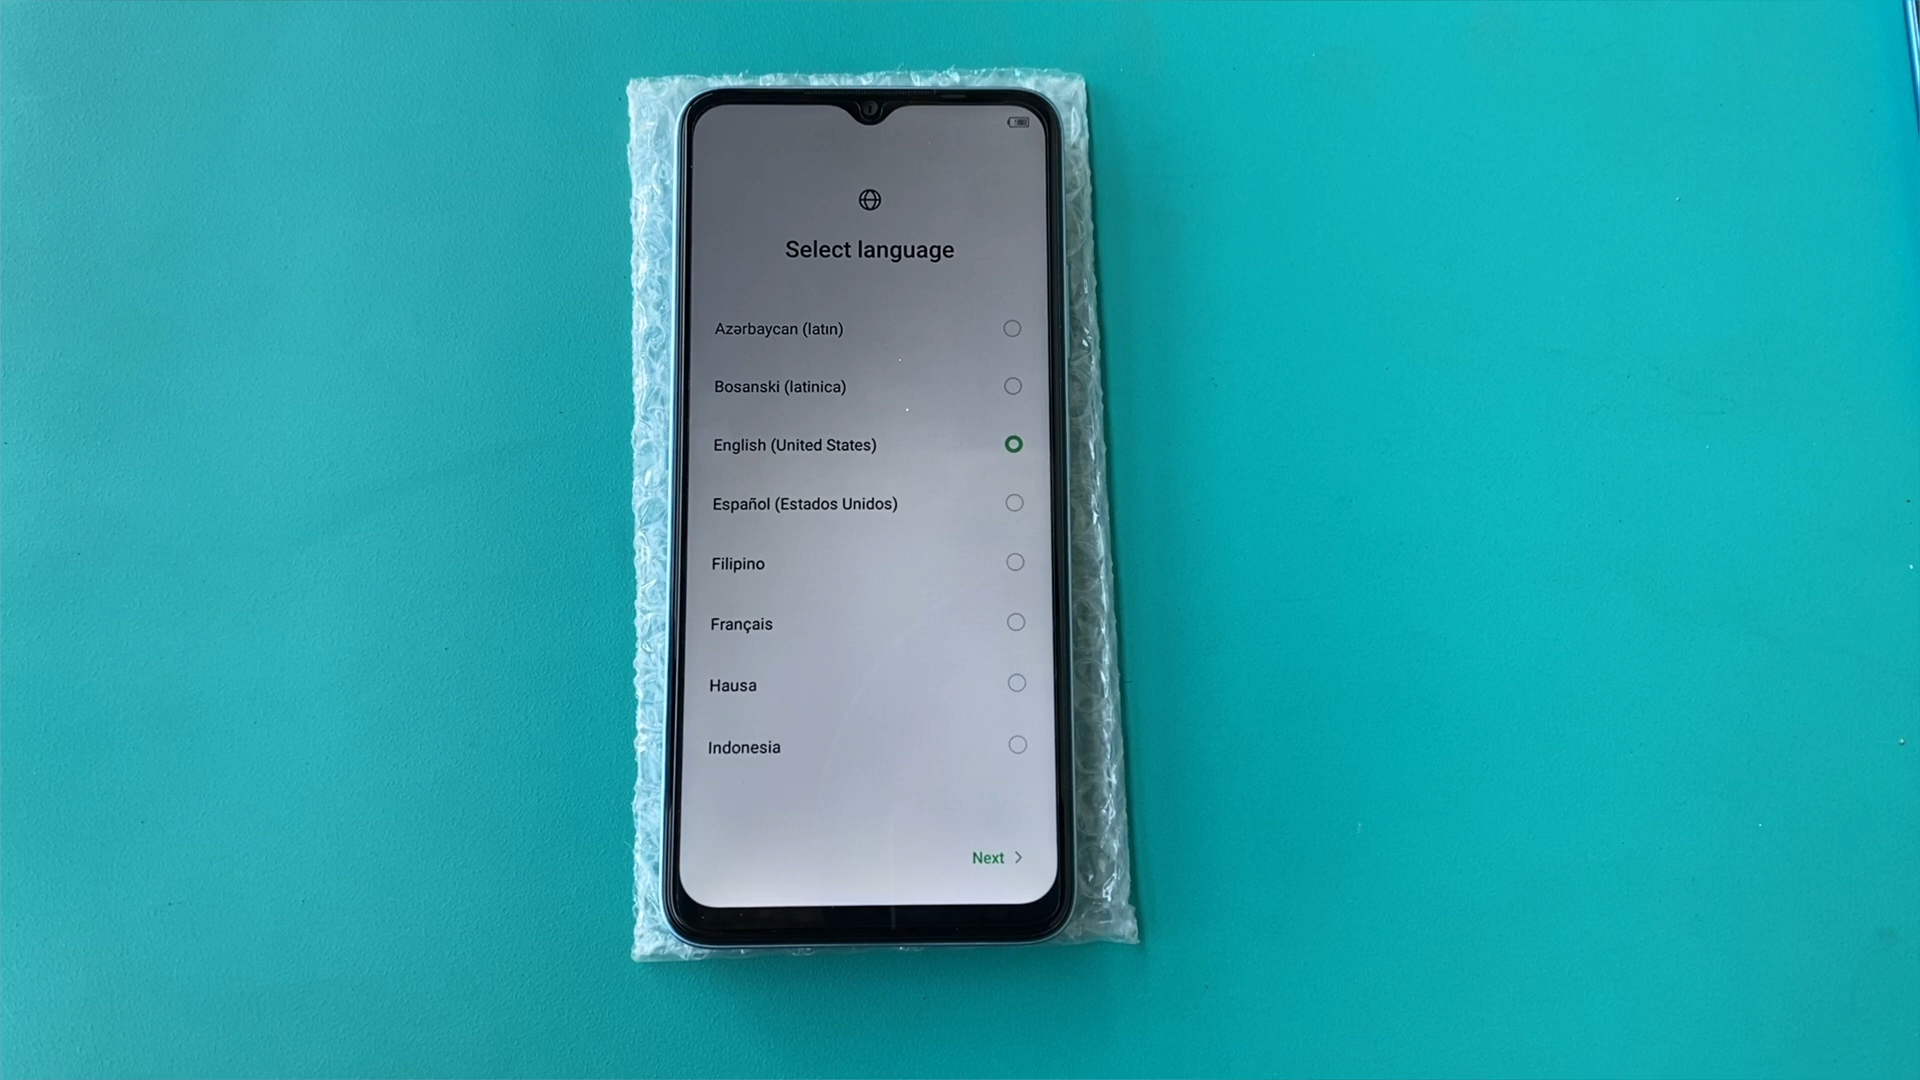 Select language
Azərbaycan (latın)
Bosanski (latinica)
English (United States)
Español (Estados Unidos)
Filipino
Français
Hausa
Indonesia
Next